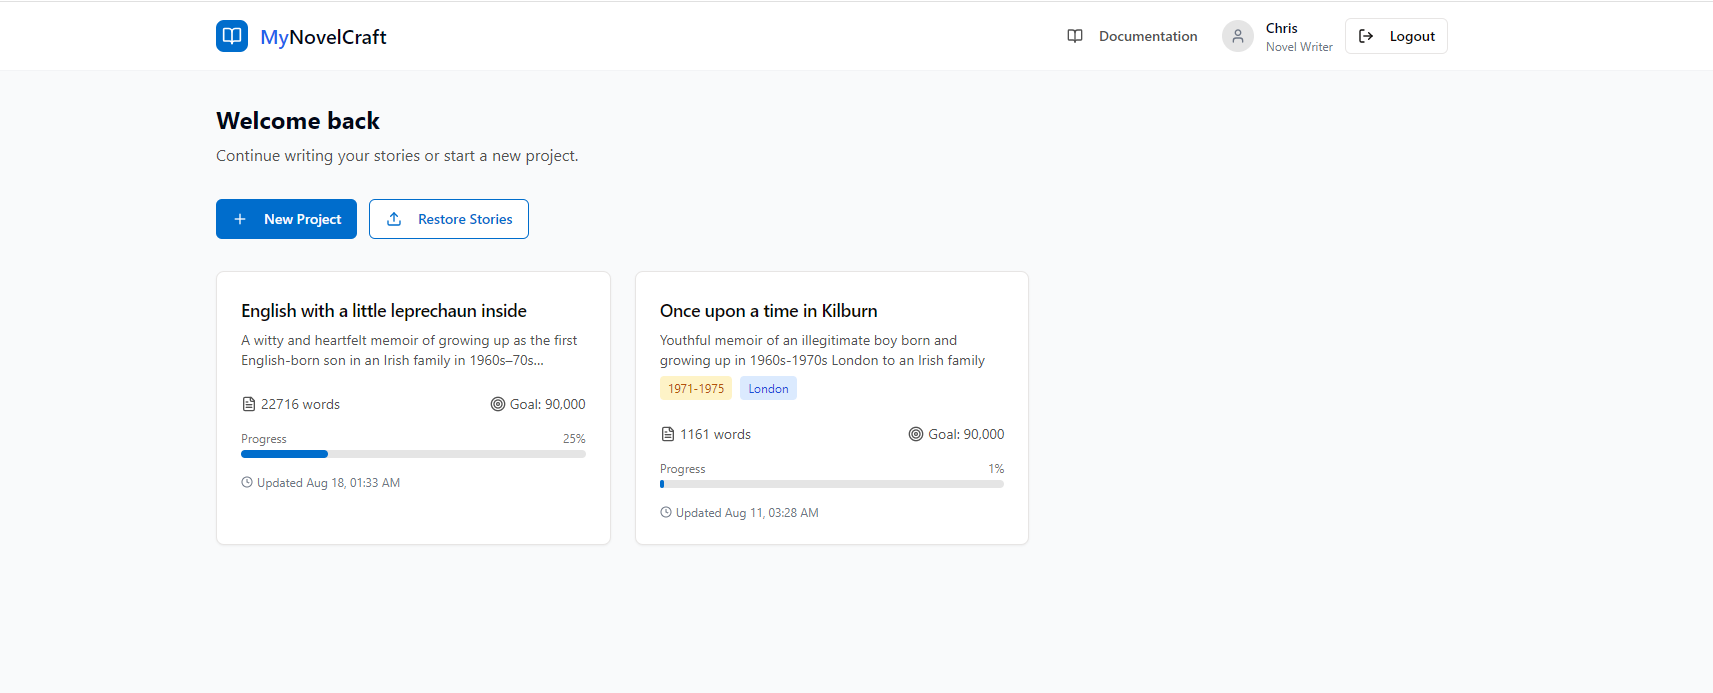 MyNovelCraft
Documentation
Chris
Novel Writer
Logout
Welcome back
Continue writing your stories or start a new project.
New Project
Restore Stories
English with a little leprechaun inside
A witty and heartfelt memoir of growing up as the first
English-born son in an Irish family in 1960s–70s...
22716 words
Goal: 90,000
Progress
25%
Updated Aug 18, 01:33 AM
Once upon a time in Kilburn
Youthful memoir of an illegitimate boy born and
growing up in 1960s-1970s London to an Irish family
1971-1975
London
1161 words
Goal: 90,000
Progress
1%
Updated Aug 11, 03:28 AM